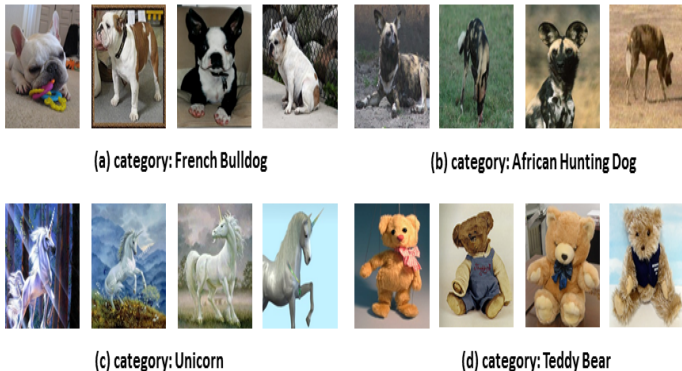 (a) category: French Bulldog
(b) category: African Hunting Dog
(c) category: Unicorn
(d) category: Teddy Bear